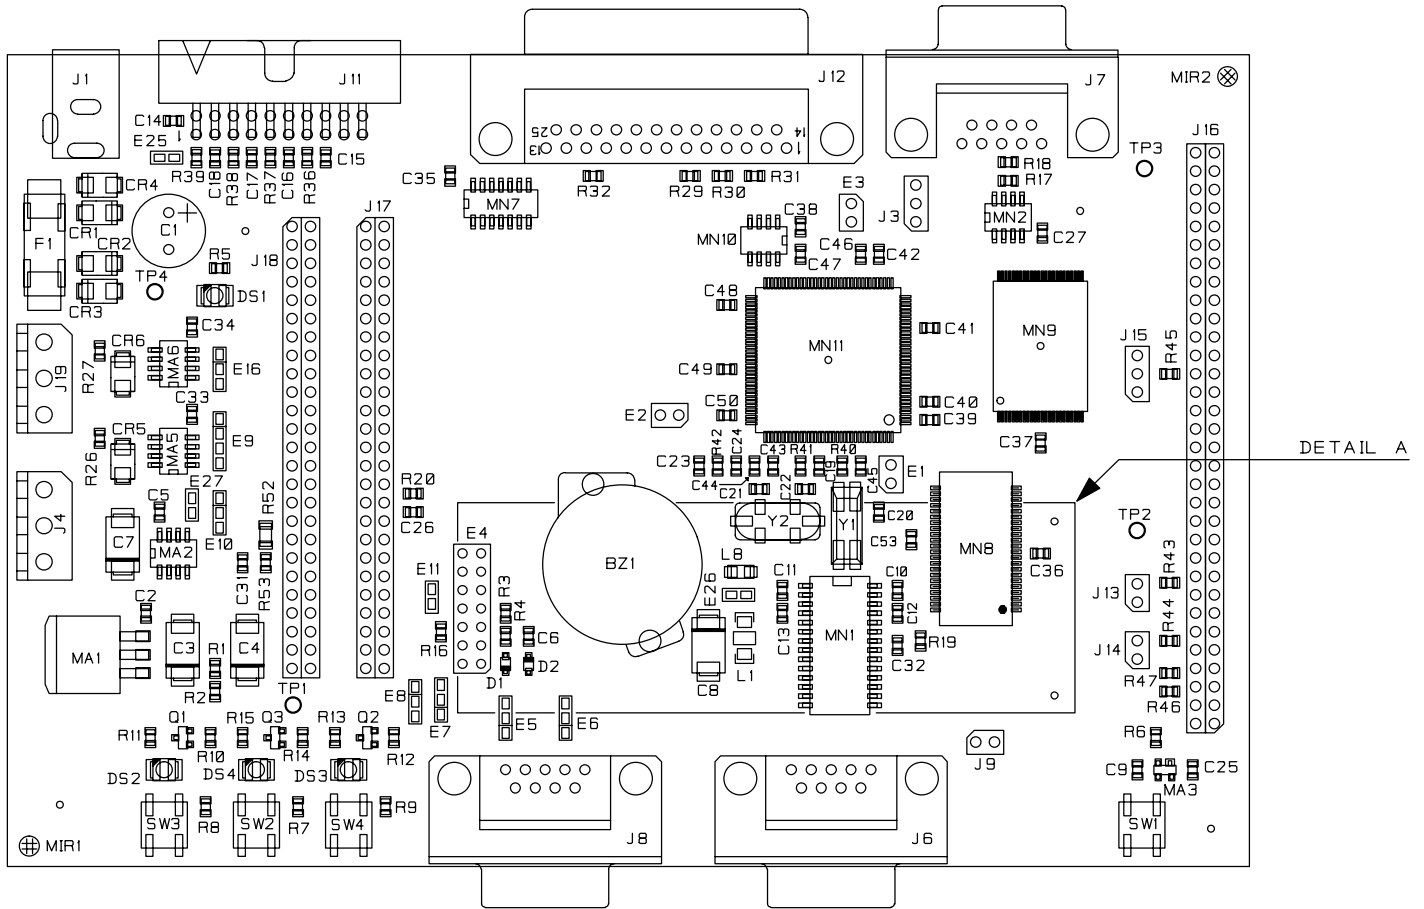 J1
J11
J12
J7
MIR2
C14
E25
1
25
14
13
1
J16
R39
C18
R38
C17
R37
C16
R36
C15
C35
R32
R29
R30
R31
E3
J3
R18
R17
TP3
CR4
CR1
CR2
CR3
F1
C1
TP4
R5
DS1
J18
J17
MN7
MN10
C38
C47
C46
C42
MN2
C27
C34
C48
C41
MN11
MN9
J15
R45
J19
R27
CR6
MA6
E16
C49
C33
C50
C40
C39
E2
C37
R26
CR5
MA5
E9
R42
C24
C43
R41
C19
R40
C45
E1
C23
C44
C21
C22
DETAIL A
J4
C5
E27
E10
R52
C7
MA2
C31
R53
R20
C26
E4
Y2
Y1
C20
C53
MN8
C36
TP2
BZ1
L8
E26
C11
C13
C10
C12
MN1
R19
C32
R43
J13
R44
J14
R47
R46
C2
MA1
C3
C4
R1
R2
TP1
E11
R16
R3
R4
C6
D1
D2
C8
L1
E8
E7
E5
E6
R11
Q1
R10
R15
Q3
R14
R13
Q2
R12
J9
R6
C9
MA3
C25
DS2
DS4
DS3
SW3
R8
SW2
R7
SW4
R9
J8
J6
SW1
MIR1